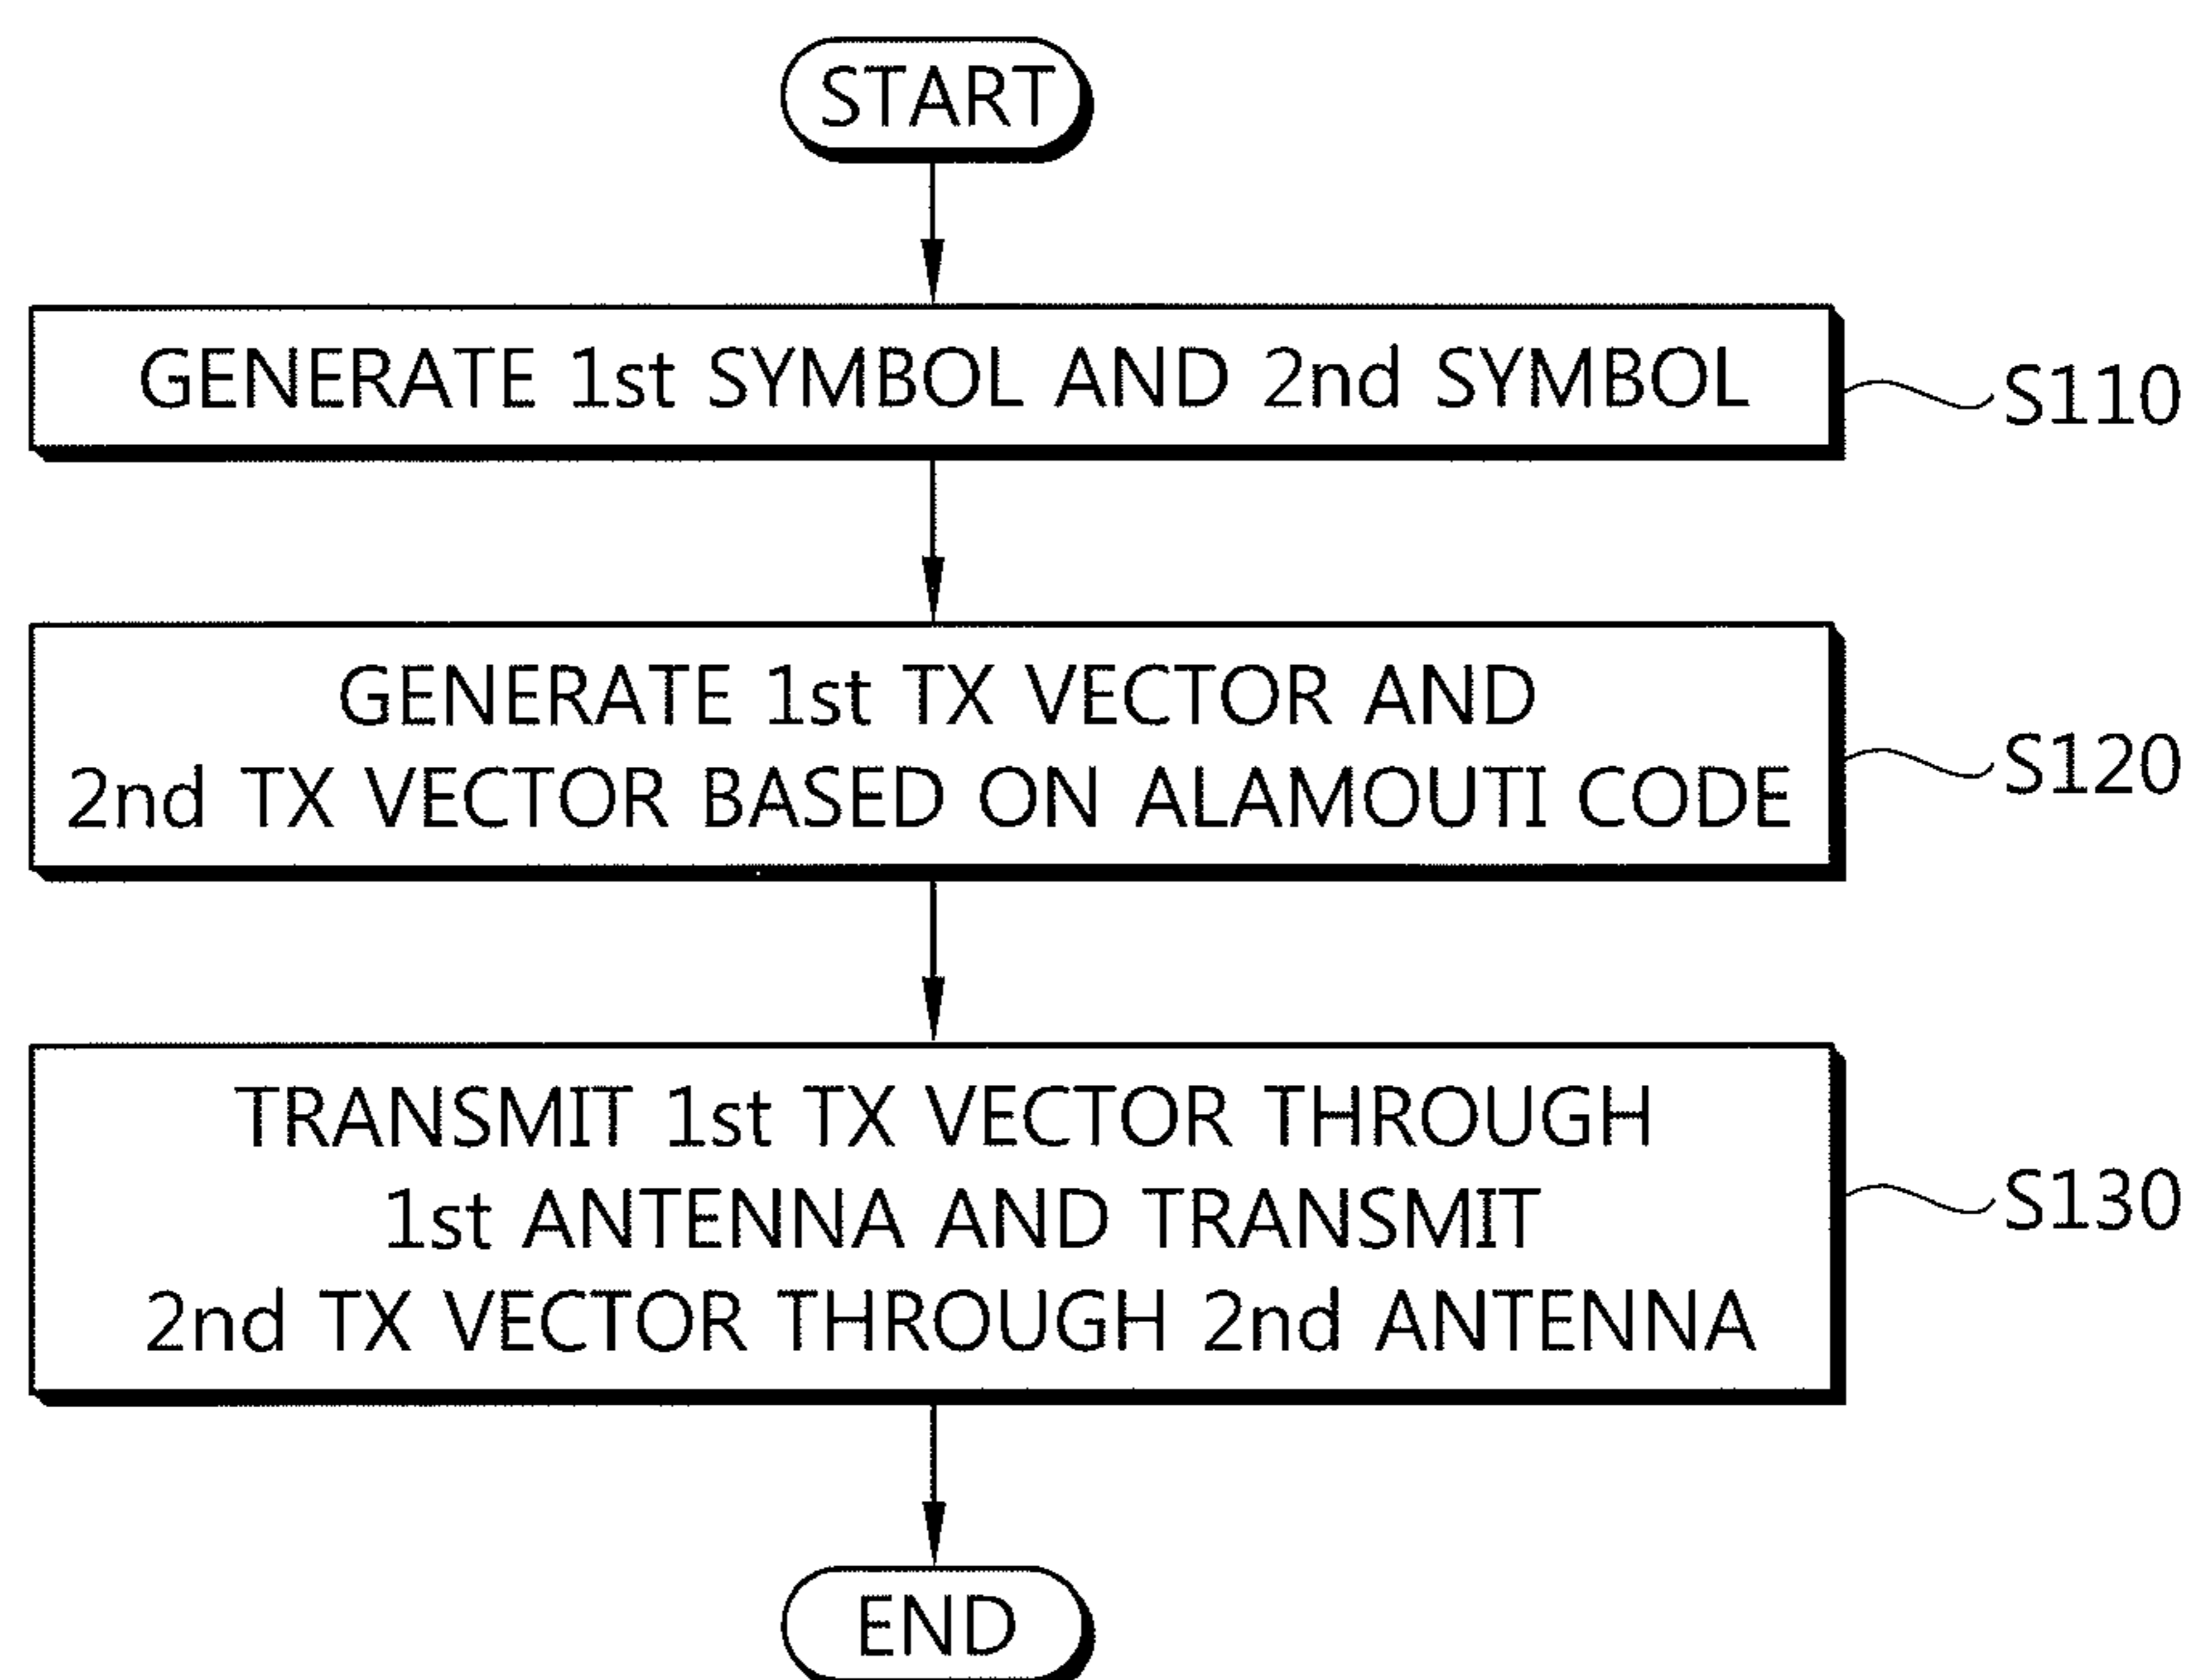 START
GENERATE 1st SYMBOL AND 2nd SYMBOL
S110
GENERATE 1st TX VECTOR AND
2nd TX VECTOR BASED ON ALAMOUTI CODE
S120
TRANSMIT 1st TX VECTOR THROUGH
1st ANTENNA AND TRANSMIT
2nd TX VECTOR THROUGH 2nd ANTENNA
S130
END